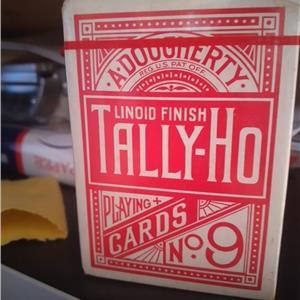 A·DOUGHERTY
REG. U.S. PAT. OFF.
LINOID FINISH
TALLY-HO
PLAYING
CARDS
No. 9